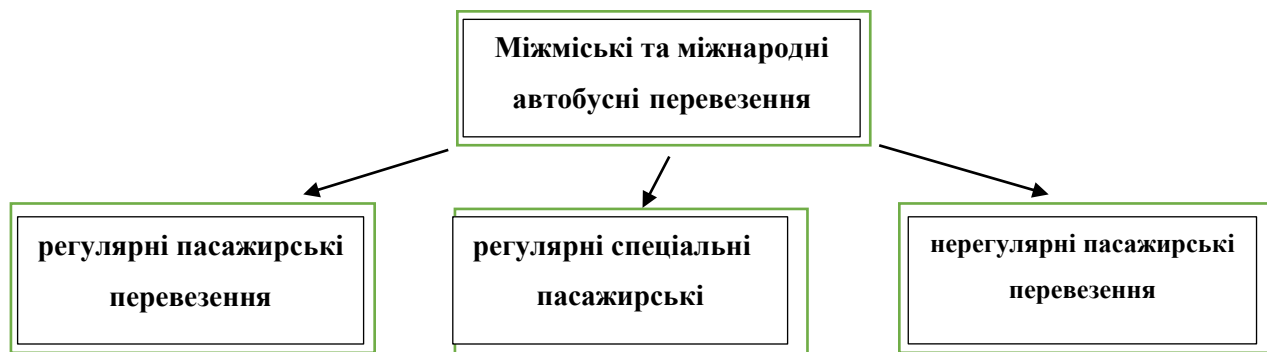 Міжміські та міжнародні
автобусні перевезення
регулярні пасажирські
перевезення
регулярні спеціальні
пасажирські
нерегулярні пасажирські
перевезення